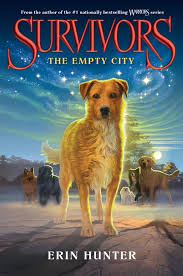 From the author of the #1 nationally bestselling WARRIORS series
SURVIVORS
THE EMPTY CITY
ERIN HUNTER